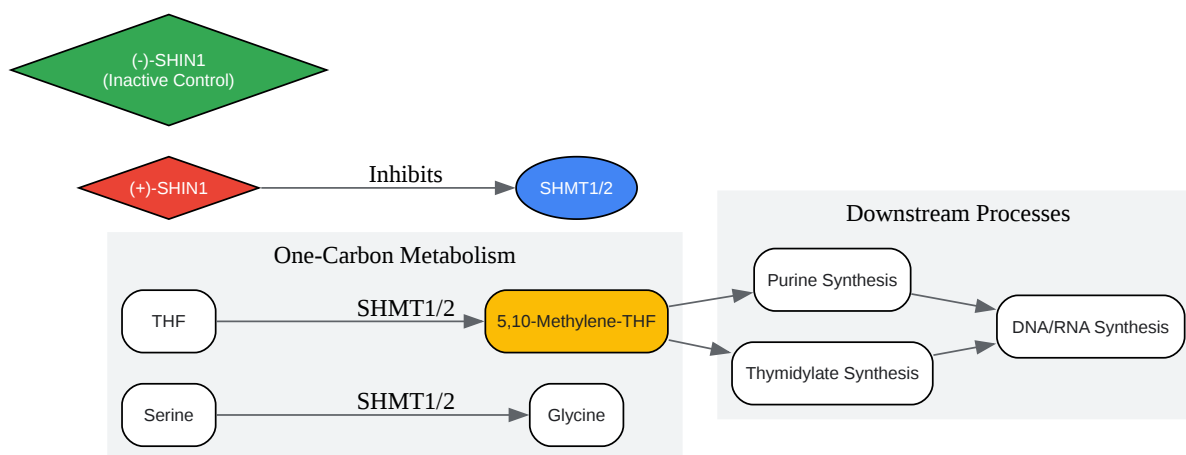 (-)-SHIN1
(Inactive Control)
(+)-SHIN1
Inhibits
SHMT1/2
One-Carbon Metabolism
THF
SHMT1/2
5,10-Methylene-THF
Serine
SHMT1/2
Glycine
Downstream Processes
Purine Synthesis
Thymidylate Synthesis
DNA/RNA Synthesis